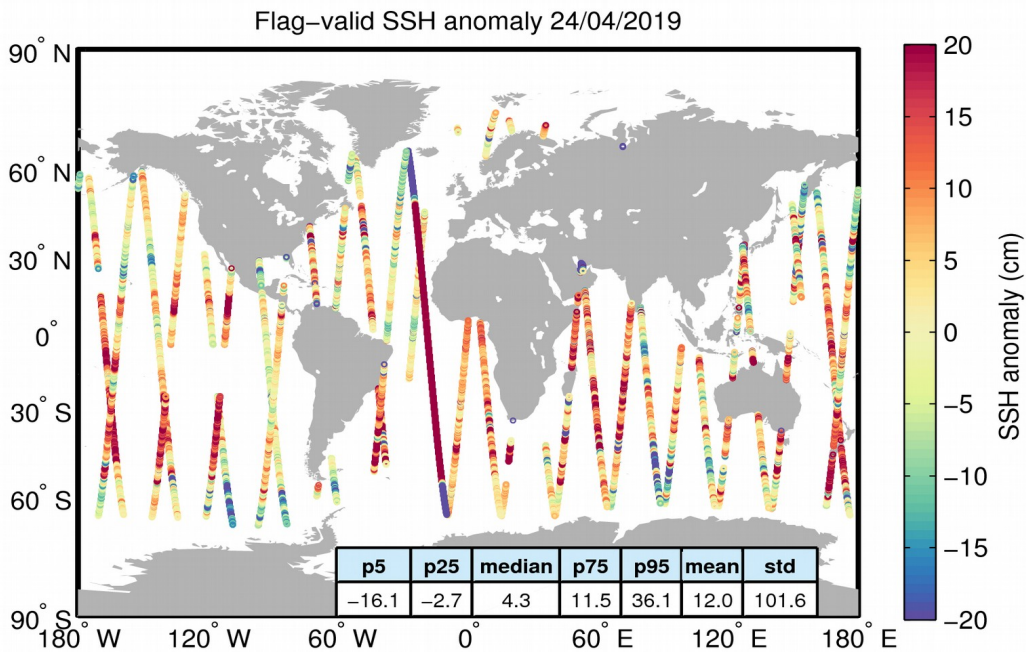 Flag−valid SSH anomaly 24/04/2019
90° N
60° N
30° N
0°
30° S
60° S
90° S
180° W
120° W
60° W
0°
60° E
120° E
180° E
p5 p25 median p75 p95 mean std
−16.1 −2.7 4.3 11.5 36.1 12.0 101.6
20
15
10
5
0
−5
−10
−15
−20
SSH anomaly (cm)